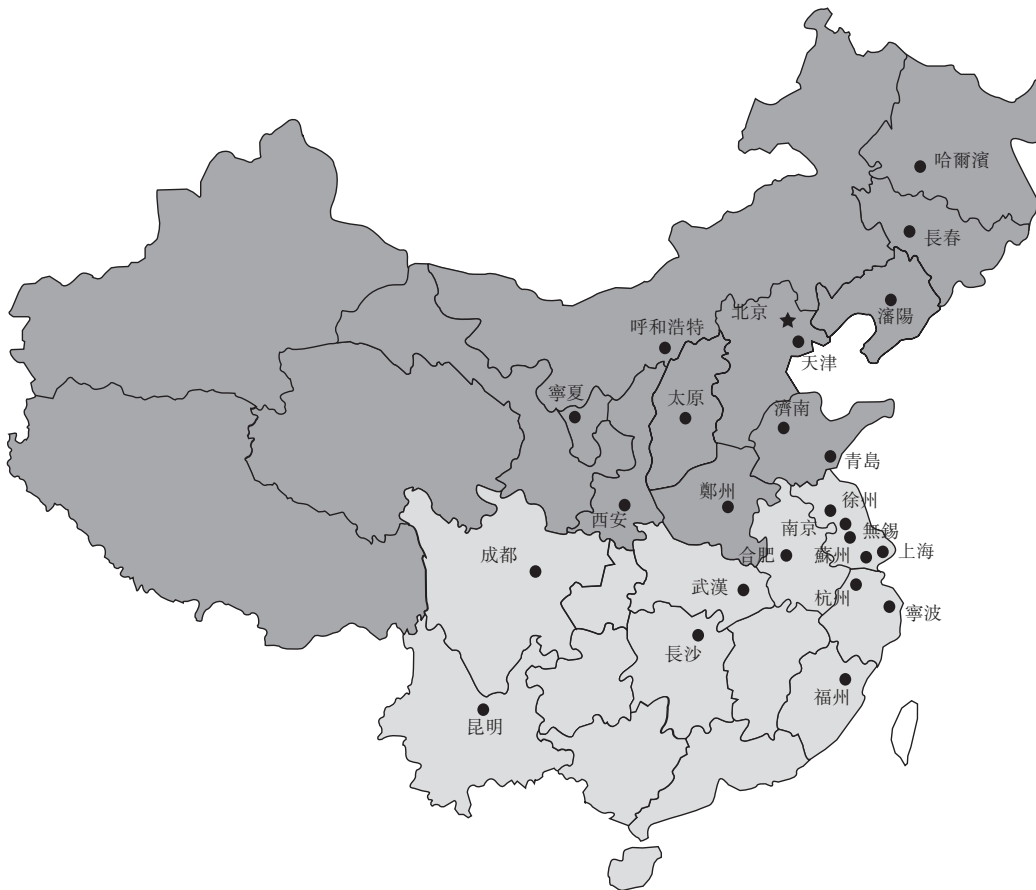 哈爾濱
長春
北京
瀋陽
呼和浩特
天津
寧夏
太原
濟南
青島
鄭州
徐州
西安
南京
無錫
成都
合肥
蘇州
上海
武漢
杭州
寧波
長沙
福州
昆明